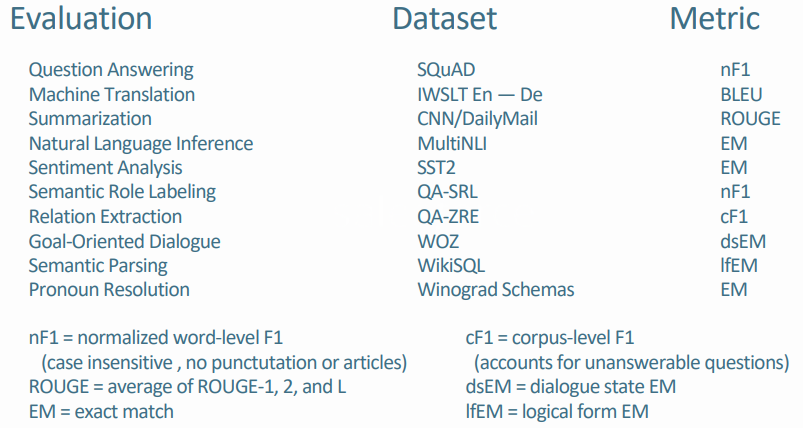 Evaluation Dataset Metric
Question Answering SQuAD nF1
Machine Translation IWSLT En — De BLEU
Summarization CNN/DailyMail ROUGE
Natural Language Inference MultiNLI EM
Sentiment Analysis SST2 EM
Semantic Role Labeling QA-SRL nF1
Relation Extraction QA-ZRE cF1
Goal-Oriented Dialogue WOZ dsEM
Semantic Parsing WikiSQL lfEM
Pronoun Resolution Winograd Schemas EM
nF1 = normalized word-level F1
(case insensitive , no punctutation or articles)
ROUGE = average of ROUGE-1, 2, and L
EM = exact match
cF1 = corpus-level F1
(accounts for unanswerable questions)
dsEM = dialogue state EM
lfEM = logical form EM